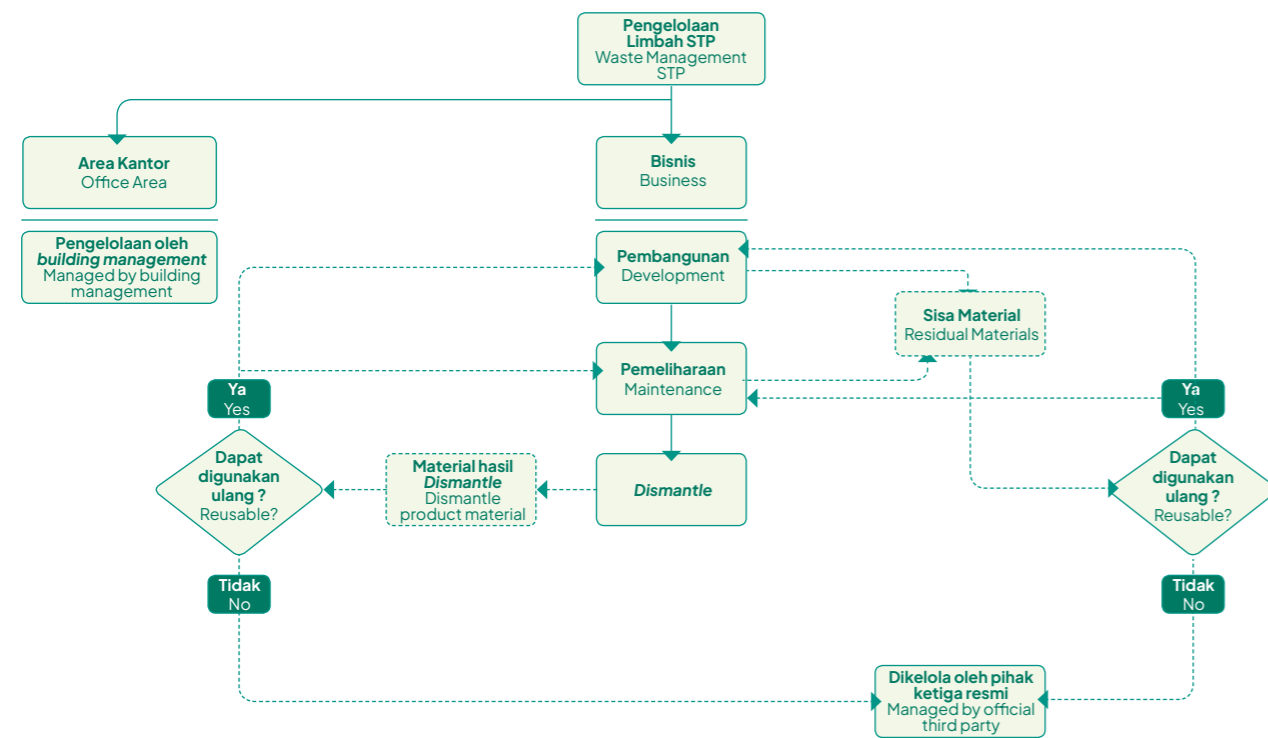 Pengelolaan
Limbah STP
Waste Management
STP
Area Kantor
Office Area
Bisnis
Business
Pengelolaan oleh
building management
Managed by building
management
Pembangunan
Development
Sisa Material
Residual Materials
Pemeliharaan
Maintenance
Ya
Yes
Ya
Yes
Dapat
digunakan
ulang ?
Reusable?
Material hasil
Dismantle
Dismantle
product material
Dismantle
Dapat
digunakan
ulang ?
Reusable?
Tidak
No
Tidak
No
Dikelola oleh pihak
ketiga resmi
Managed by official
third party